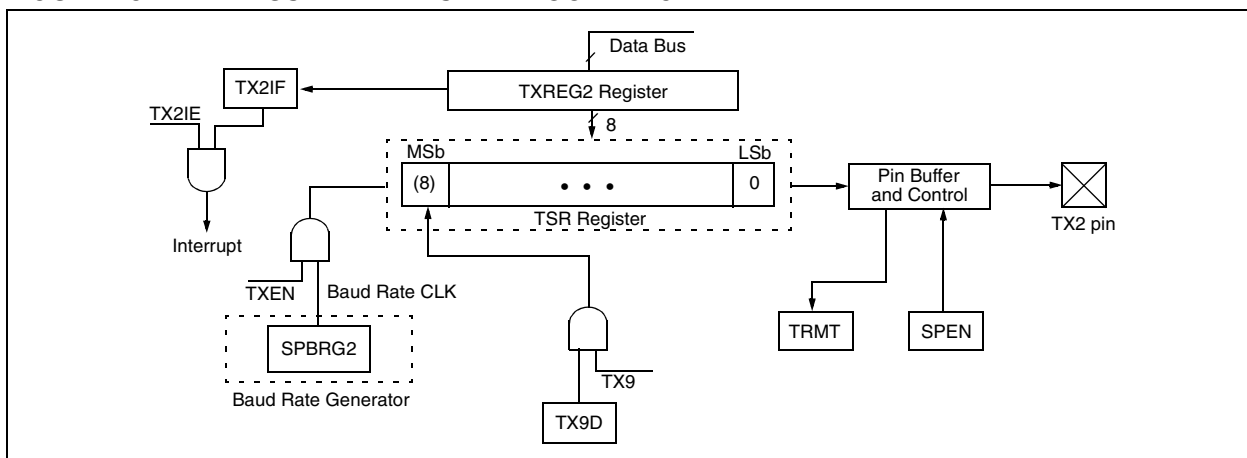 Data Bus
TX2IF
TXREG2 Register
TX2IE
8
MSb
LSb
(8)
• • •
0
Pin Buffer
and Control
TSR Register
TX2 pin
Interrupt
TXEN
Baud Rate CLK
TRMT
SPEN
SPBRG2
TX9
Baud Rate Generator
TX9D